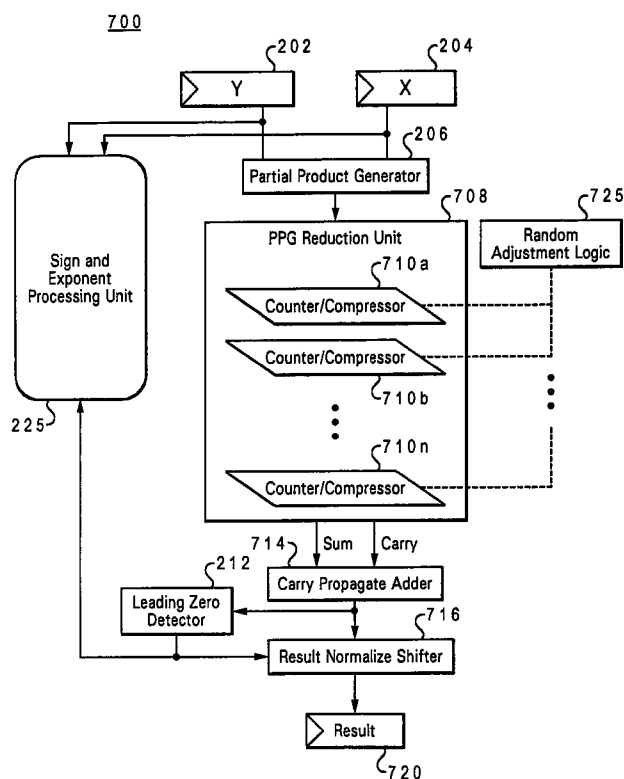 700
202
204
Y
X
206
Partial Product Generator
708
725
PPG Reduction Unit
Random
Adjustment Logic
710a
Sign and
Exponent
Processing Unit
Counter/Compressor
Counter/Compressor
710b
225
710n
Counter/Compressor
Sum
Carry
714
212
Carry Propagate Adder
Leading Zero
Detector
716
Result Normalize Shifter
Result
720